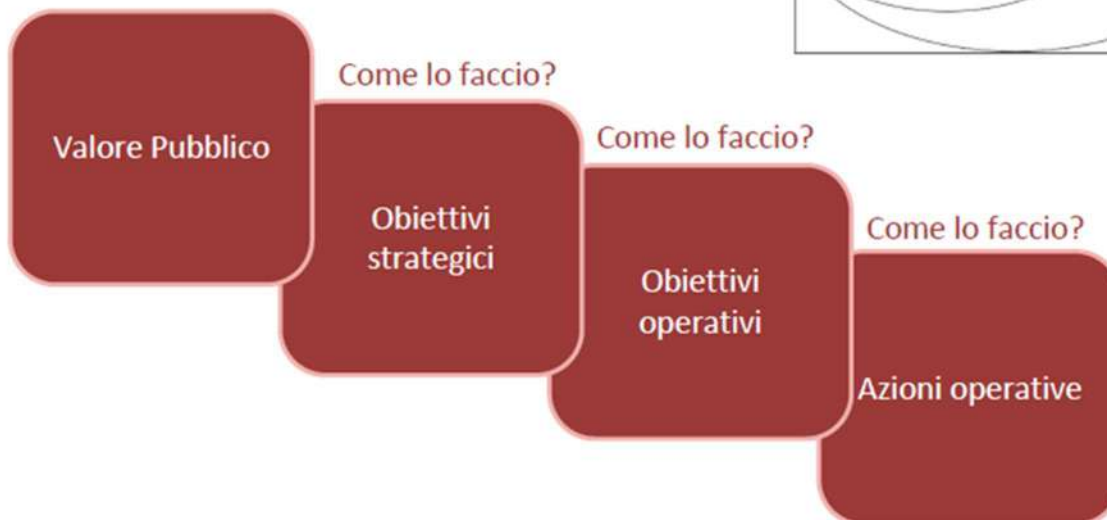 Valore Pubblico
Come lo faccio?
Obiettivi
strategici
Come lo faccio?
Obiettivi
operativi
Come lo faccio?
Azioni operative